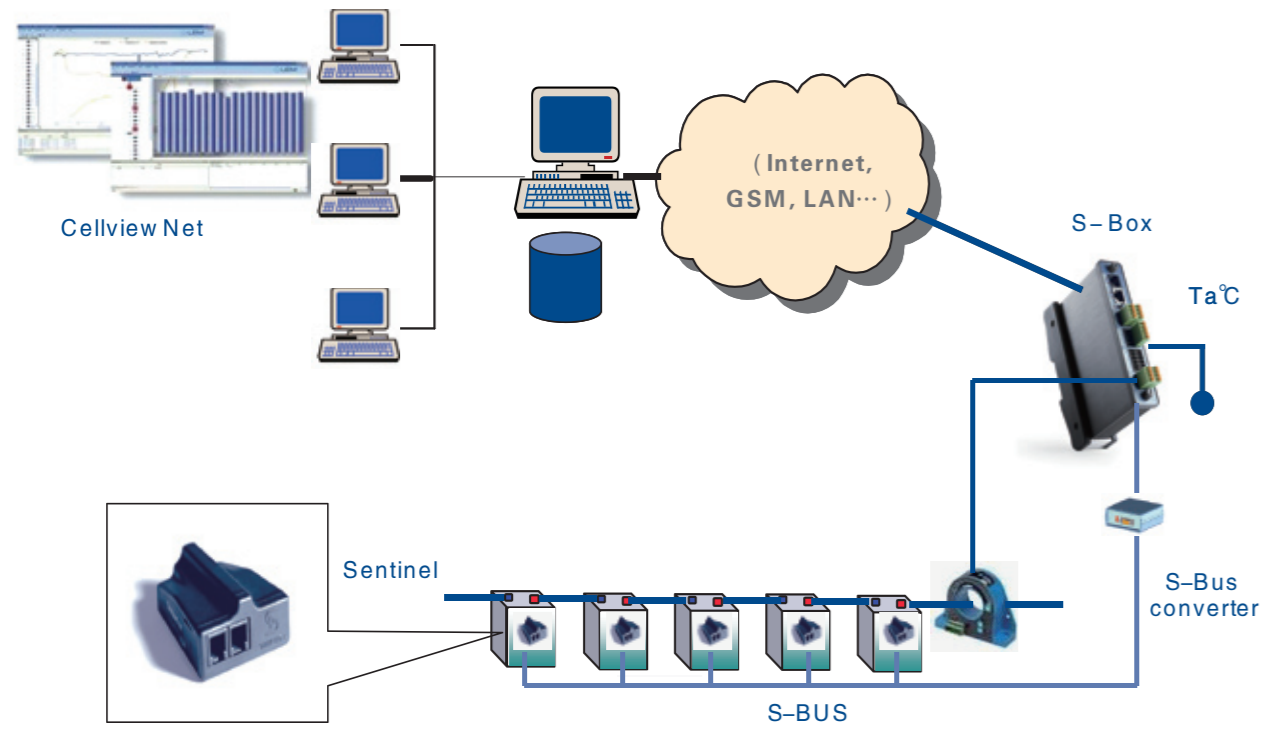 Cellview Net
( Internet,
GSM, LAN··· )
S–Box
Ta°C
Sentinel
S–Bus
converter
S–BUS